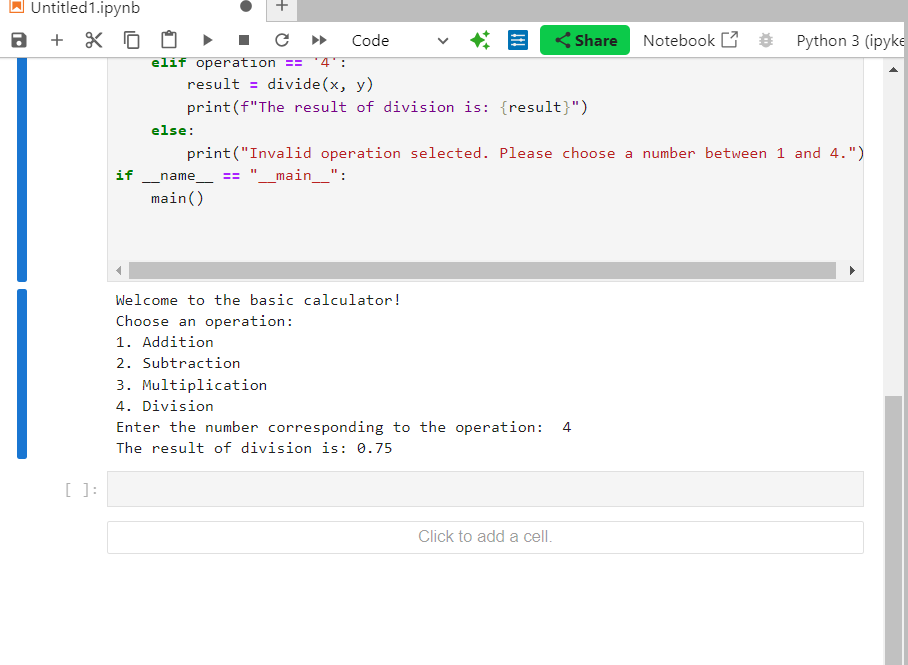 Untitled1.ipynb
Code Share Notebook Python 3 (ipyke
elif operation == '4':
result = divide(x, y)
print(f"The result of division is: {result}")
else:
print("Invalid operation selected. Please choose a number between 1 and 4.")
if __name__ == "__main__":
main()
Welcome to the basic calculator!
Choose an operation:
1. Addition
2. Subtraction
3. Multiplication
4. Division
Enter the number corresponding to the operation:  4
The result of division is: 0.75
[ ]:
Click to add a cell.